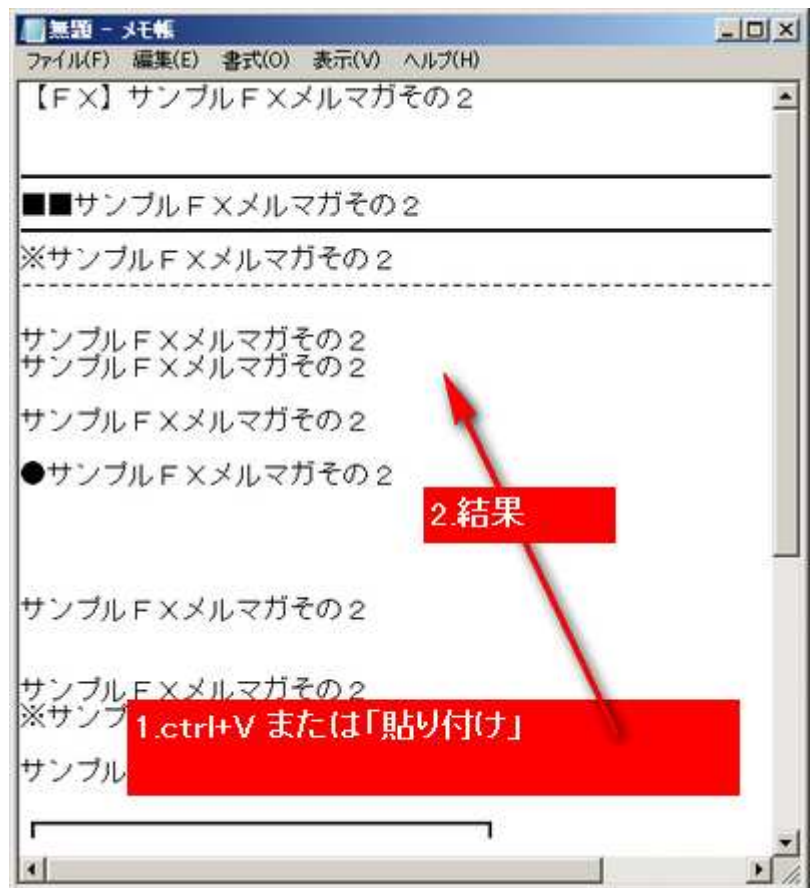 無題 - メモ帳
ファイル(F) 編集(E) 書式(O) 表示(V) ヘルプ(H)
【ＦＸ】サンプルＦＸメルマガその２
■■サンプルＦＸメルマガその２
※サンプルＦＸメルマガその２
サンプルＦＸメルマガその２
サンプルＦＸメルマガその２
サンプルＦＸメルマガその２
●サンプルＦＸメルマガその２
2.結果
サンプルＦＸメルマガその２
サンプルＦＸメルマガその２
※サンプ
1.ctrl+V または「貼り付け」
サンプル